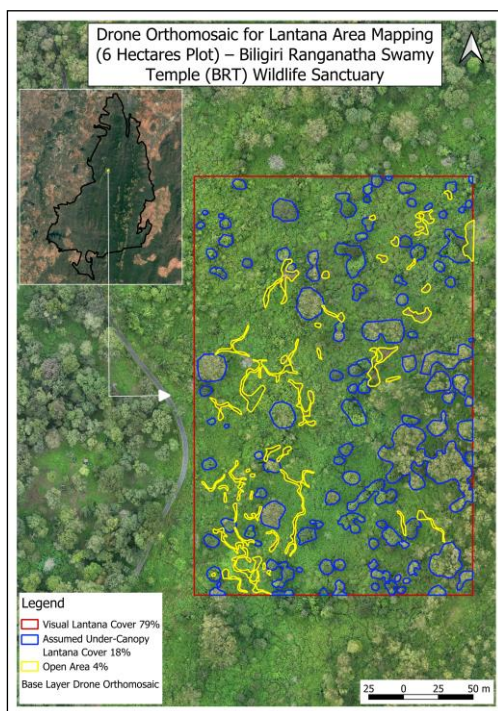 Drone Orthomosaic for Lantana Area Mapping
(6 Hectares Plot) – Biligiri Ranganatha Swamy
Temple (BRT) Wildlife Sanctuary
Legend
Visual Lantana Cover 79%
Assumed Under-Canopy
Lantana Cover 18%
Open Area 4%
Base Layer Drone Orthomosaic
25 0 25 50 m